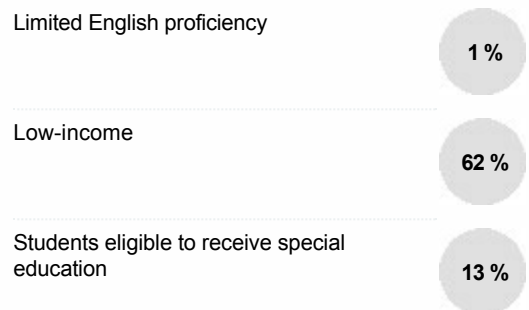 Limited English proficiency
1 %
Low-income
62 %
Students eligible to receive special
education
13 %